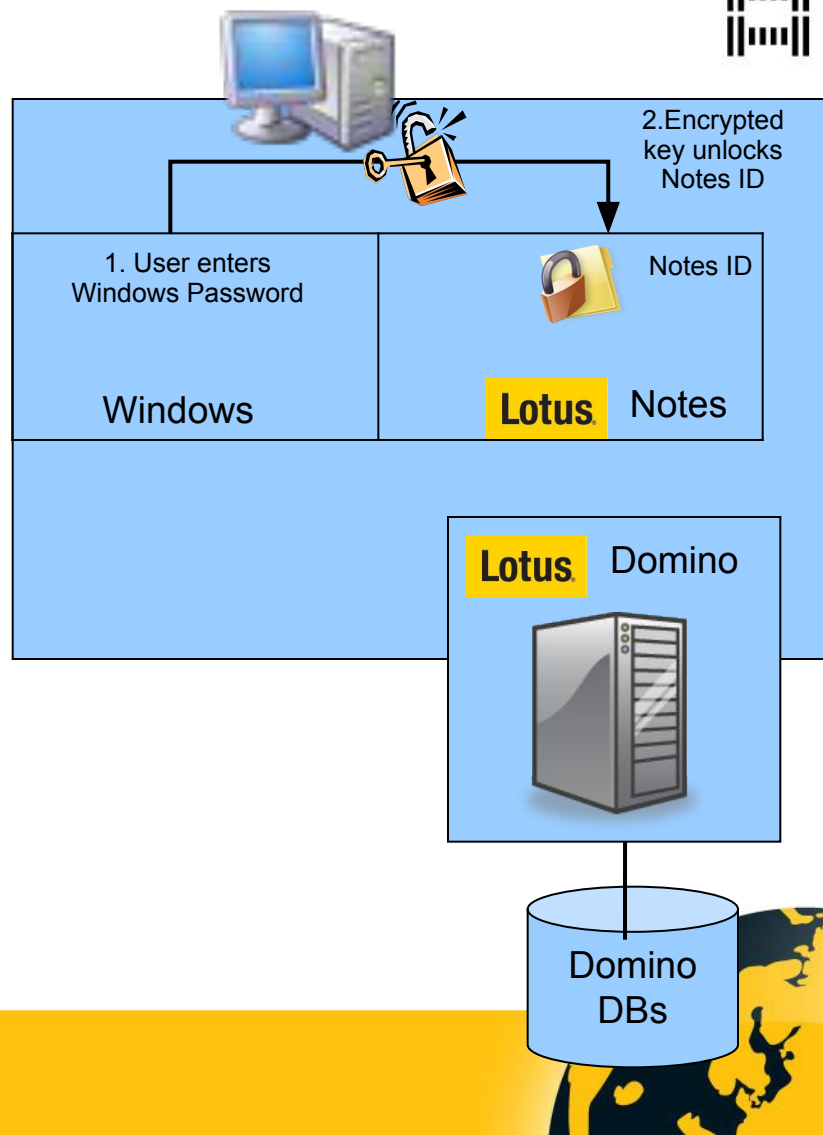 2.Encrypted
key unlocks
Notes ID
1. User enters
Windows Password
Notes ID
Windows
Lotus. Notes
Lotus. Domino
Domino
DBs